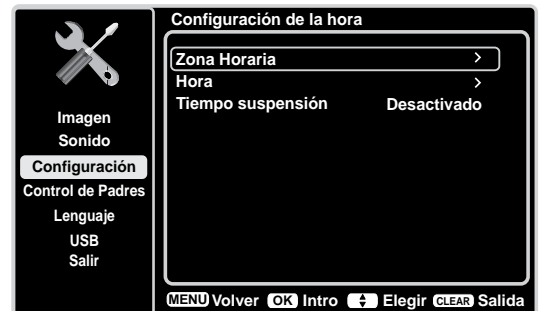 Configuración de la hora
Zona Horaria >
Hora >
Tiempo suspensión Desactivado
Imagen
Sonido
Configuración
Control de Padres
Lenguaje
USB
Salir
MENU Volver OK Intro Elegir CLEAR Salida